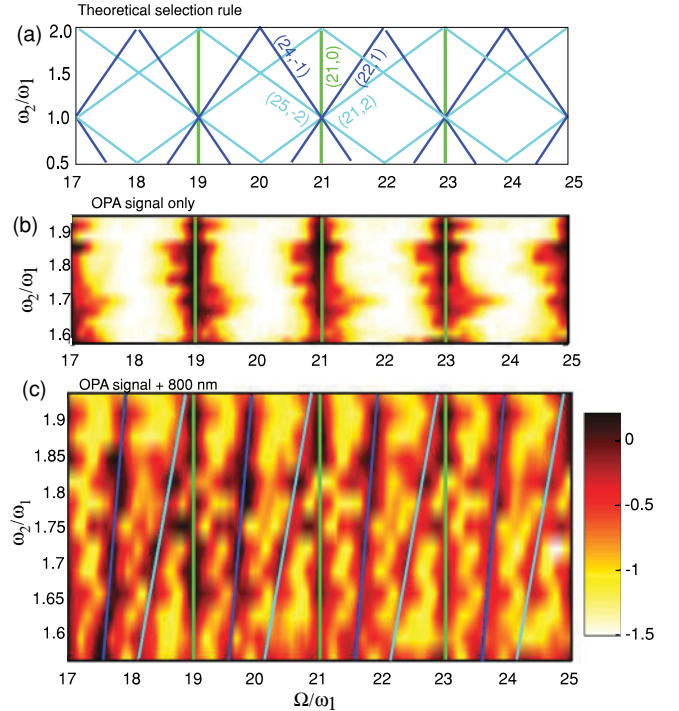 Theoretical selection rule
(a)
2.0
1.5
1.0
0.5
ω2/ω1
(24,-1)
(21,0)
(22,1)
(25,-2)
(21,2)
17 18 19 20 21 22 23 24 25
OPA signal only
(b)
1.9
1.8
1.7
1.6
ω2/ω1
17 18 19 20 21 22 23 24 25
OPA signal + 800 nm
(c)
1.9
1.85
1.8
1.75
1.7
1.65
1.6
ω2/ω1
17 18 19 20 21 22 23 24 25
Ω/ω1
0
-0.5
-1
-1.5